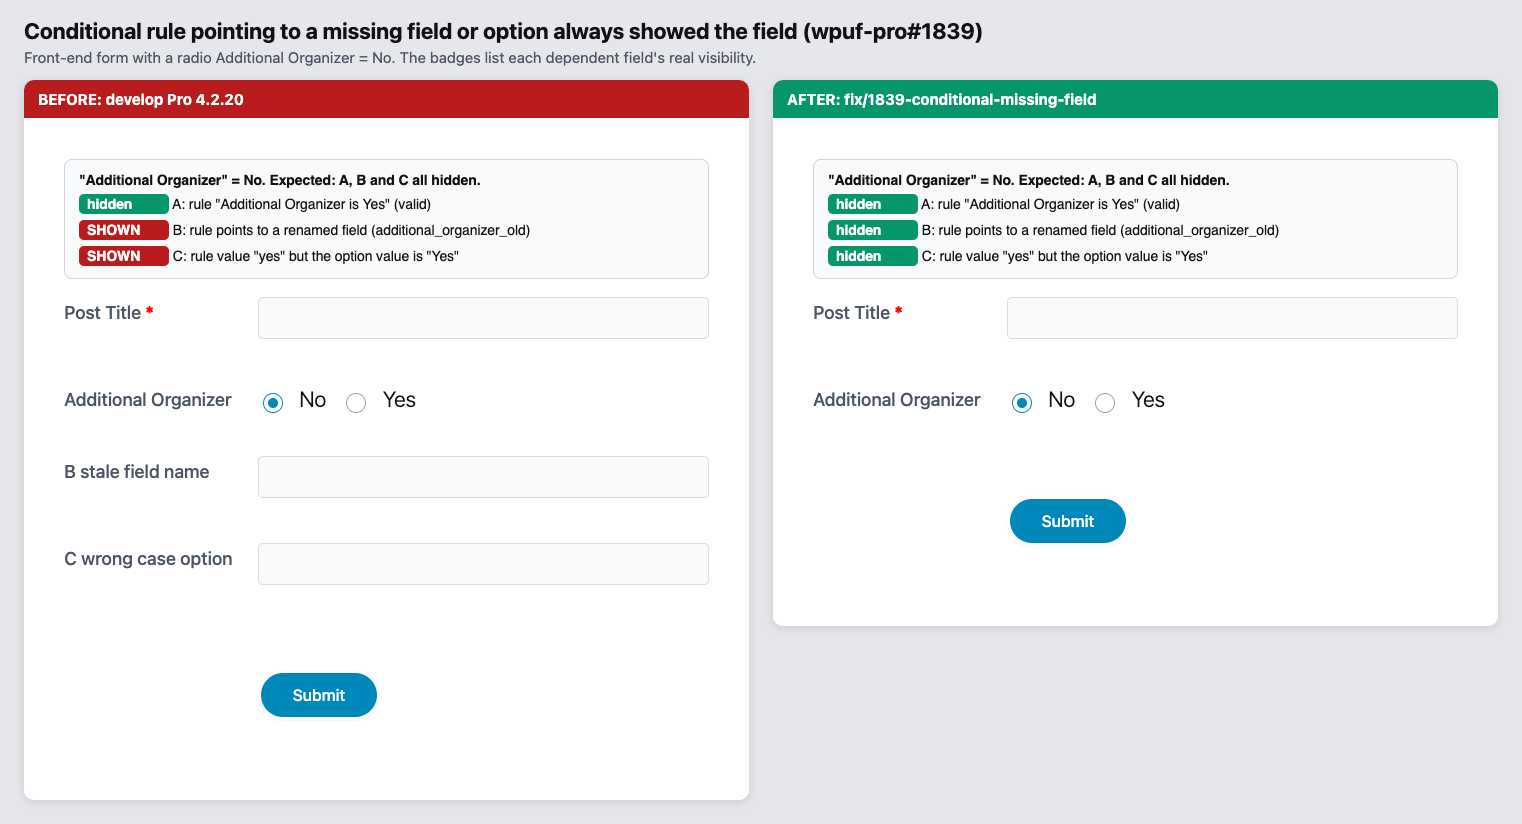 Conditional rule pointing to a missing field or option always showed the field (wpuf-pro#1839)
Front-end form with a radio Additional Organizer = No. The badges list each dependent field's real visibility.
BEFORE: develop Pro 4.2.20
"Additional Organizer" = No. Expected: A, B and C all hidden.
hidden A: rule "Additional Organizer is Yes" (valid)
SHOWN B: rule points to a renamed field (additional_organizer_old)
SHOWN C: rule value "yes" but the option value is "Yes"
Post Title *
Additional Organizer No Yes
B stale field name
C wrong case option
Submit
AFTER: fix/1839-conditional-missing-field
"Additional Organizer" = No. Expected: A, B and C all hidden.
hidden A: rule "Additional Organizer is Yes" (valid)
hidden B: rule points to a renamed field (additional_organizer_old)
hidden C: rule value "yes" but the option value is "Yes"
Post Title *
Additional Organizer No Yes
Submit